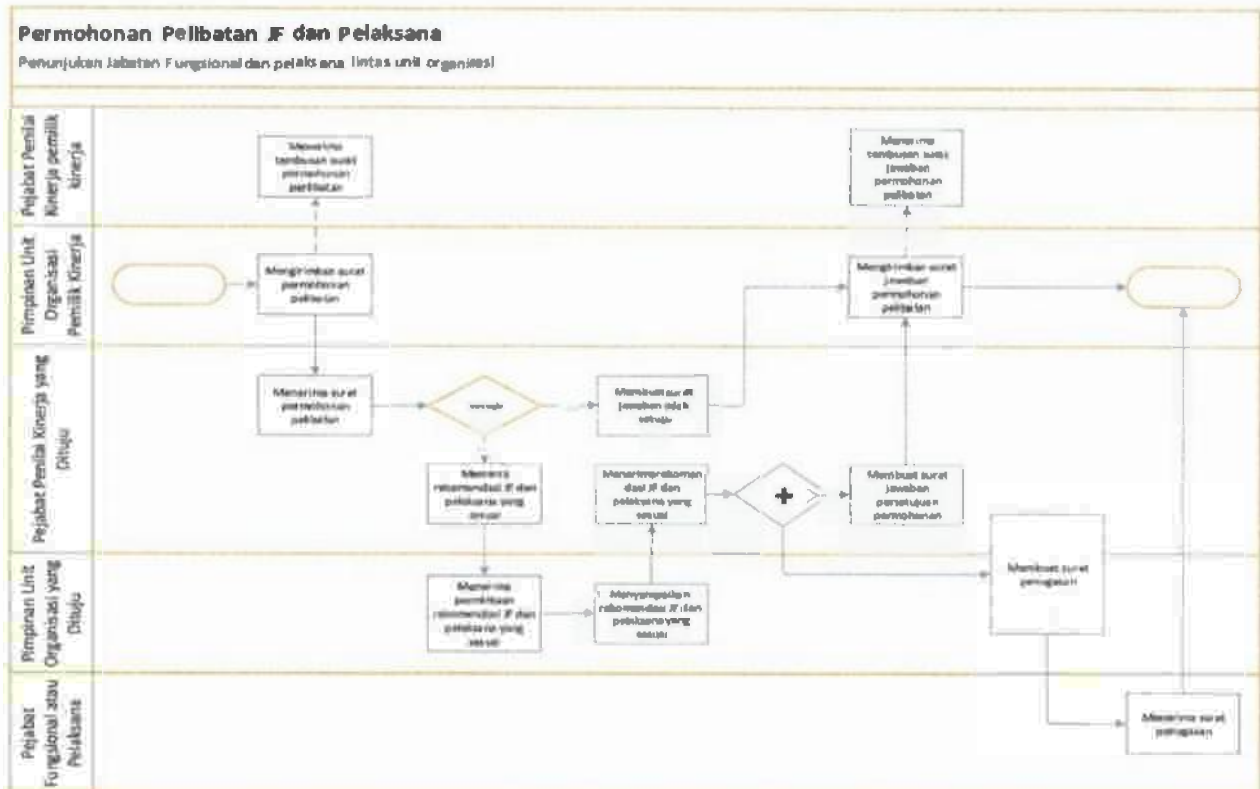 Permohonan Pelibatan JF dan Pelaksana
Penunjukan Jabatan Fungsional dan pelaksana lintas unit organisasi
Pejabat Penilai
Kinerja pemilik
kinerja
Menerima
tembusan surat
permohonan
pelibatan
Menerima
tembusan surat
jawaban
permohonan
pelibatan
Pimpinan Unit
Organisasi
Pemilik Kinerja
Mengirimkan surat
permohonan
pelibatan
Mengirimkan surat
jawaban
permohonan
pelibatan
Pejabat Penilai Kinerja yang
Dituju
Menerima surat
permohonan
pelibatan
Membuat surat
jawaban tidak
setuju
Meminta
rekomendasi JF dan
pelaksana yang
sesuai
Menerima rekomen
dasi JF dan
pelaksana yang
sesuai
Membuat surat
jawaban
persetujuan
permohonan
Membuat surat
penugasan
Pimpinan Unit
Organisasi yang
Dituju
Menerima
permintaan
rekomendasi JF dan
pelaksana yang
sesuai
Menyampaikan
rekomendasi JF dan
pelaksana yang
sesuai
Pejabat
Fungsional atau
Pelaksana
Menerima surat
penugasan